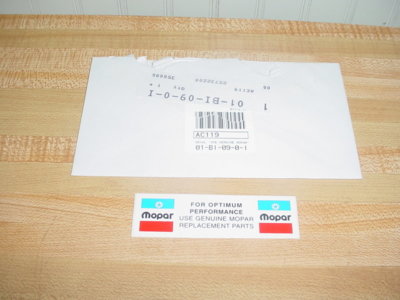 01-BI-09-0-I
AC119
01-BI-09-0-I
FOR OPTIMUM
PERFORMANCE
USE GENUINE MOPAR
REPLACEMENT PARTS
Mopar
Mopar